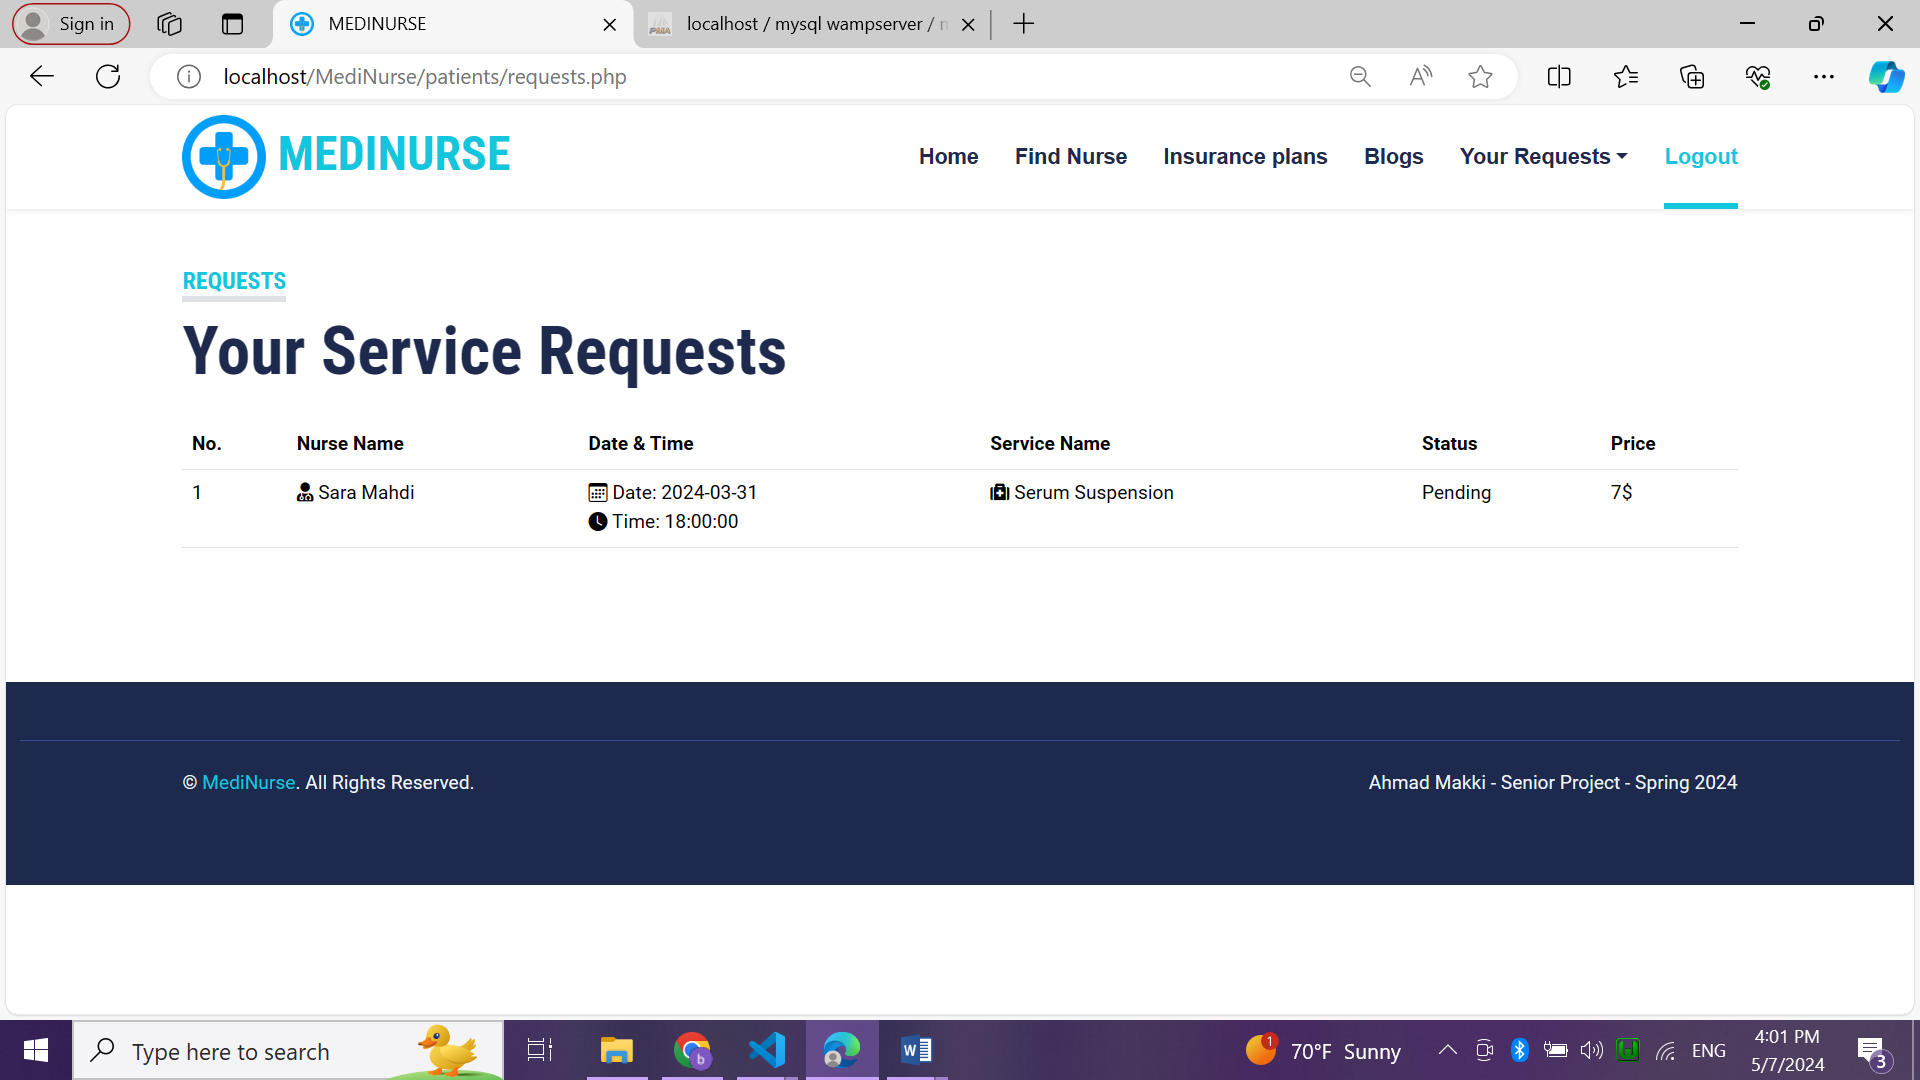 Sign in
MEDINURSE
localhost / mysql wampserver /
localhost/MediNurse/patients/requests.php
MEDINURSE
Home
Find Nurse
Insurance plans
Blogs
Your Requests
Logout
REQUESTS
Your Service Requests
No. Nurse Name Date & Time Service Name Status Price
1 Sara Mahdi Date: 2024-03-31 Serum Suspension Pending 7$
Time: 18:00:00
© MediNurse. All Rights Reserved.
Ahmad Makki - Senior Project - Spring 2024
Type here to search
1
70°F Sunny
ENG
4:01 PM
5/7/2024
3